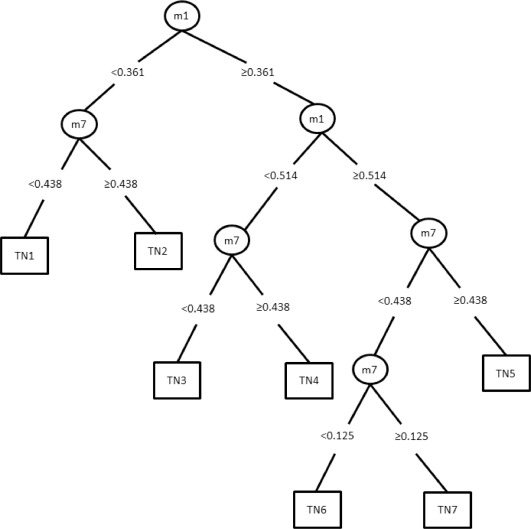 m1
<0.361 ≥0.361
m7 m1
<0.514 ≥0.514
<0.438 ≥0.438
TN1 TN2 m7 m7
<0.438 ≥0.438 <0.438 ≥0.438
TN3 TN4 m7 TN5
<0.125 ≥0.125
TN6 TN7